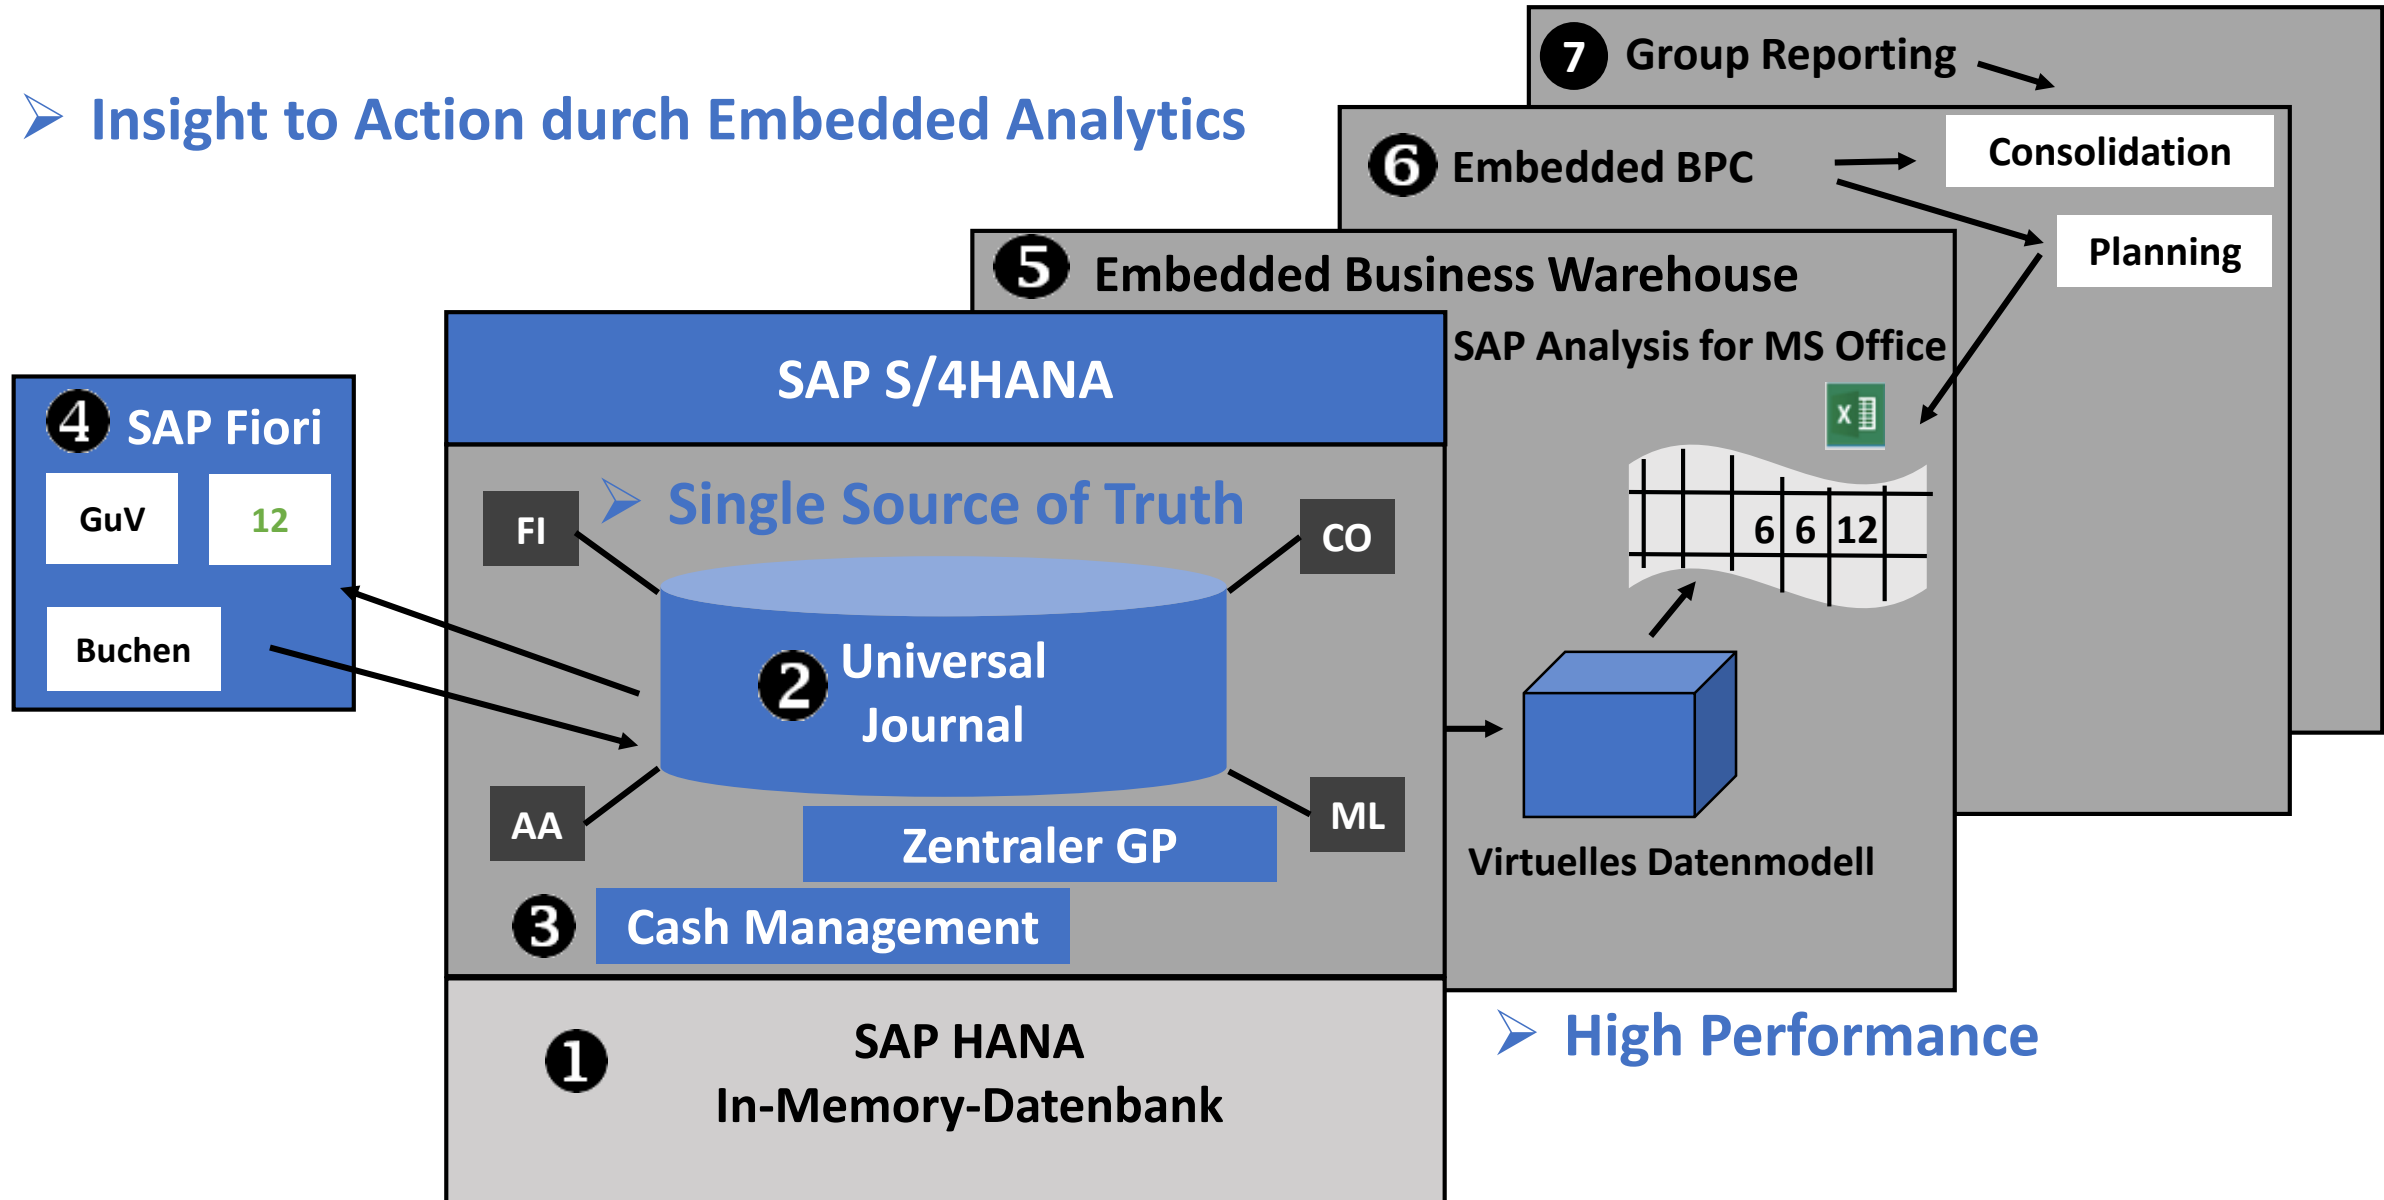 ➢ Insight to Action durch Embedded Analytics
7 Group Reporting
6 Embedded BPC
Consolidation
Planning
5 Embedded Business Warehouse
SAP Analysis for MS Office
X
6 6 12
Virtuelles Datenmodell
SAP S/4HANA
4 SAP Fiori
GuV 12
Buchen
➢ Single Source of Truth
FI
CO
2 Universal
Journal
AA
ML
Zentraler GP
3 Cash Management
1 SAP HANA
In-Memory-Datenbank
➢ High Performance